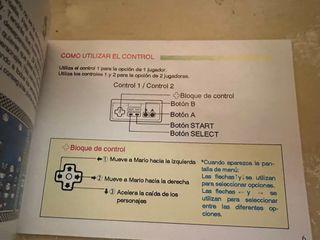 COMO UTILIZAR EL CONTROL
Utiliza el control 1 para la opción de 1 jugador.
Utiliza los controles 1 y 2 para la opción de 2 jugadores.
Control 1 / Control 2
Bloque de control
Botón B
Botón A
Botón START
Botón SELECT
Bloque de control
① Mueve a Mario hacia la izquierda
② Mueve a Mario hacia la derecha
③ Acelera la caída de los
personajes
*Cuando aparezca la pan-
talla de menú:
Las flechas ↑ y ↓ se utilizan
para seleccionar opciones.
Las flechas ← y → se
utilizan para seleccionar
entre las diferentes op-
ciones.